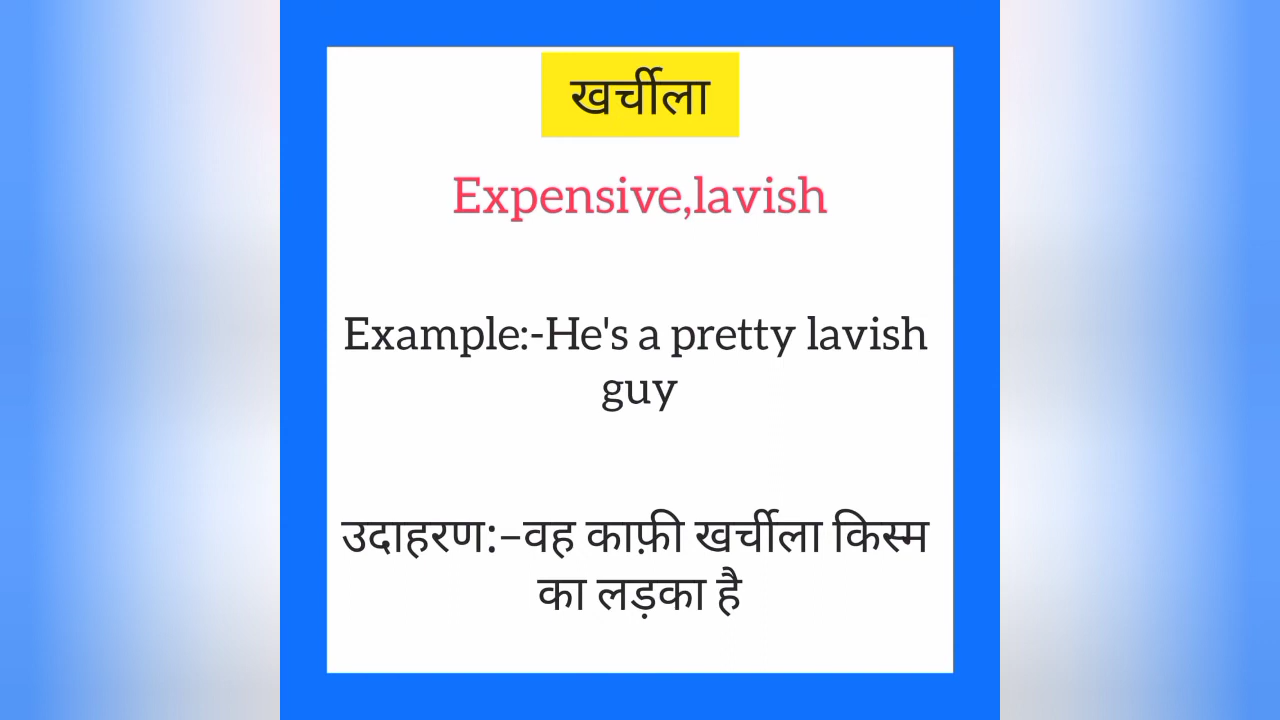 खर्चीला
Expensive,lavish
Example:-He's a pretty lavish
guy
उदाहरण:–वह काफ़ी खर्चीला किस्म
का लड़का है